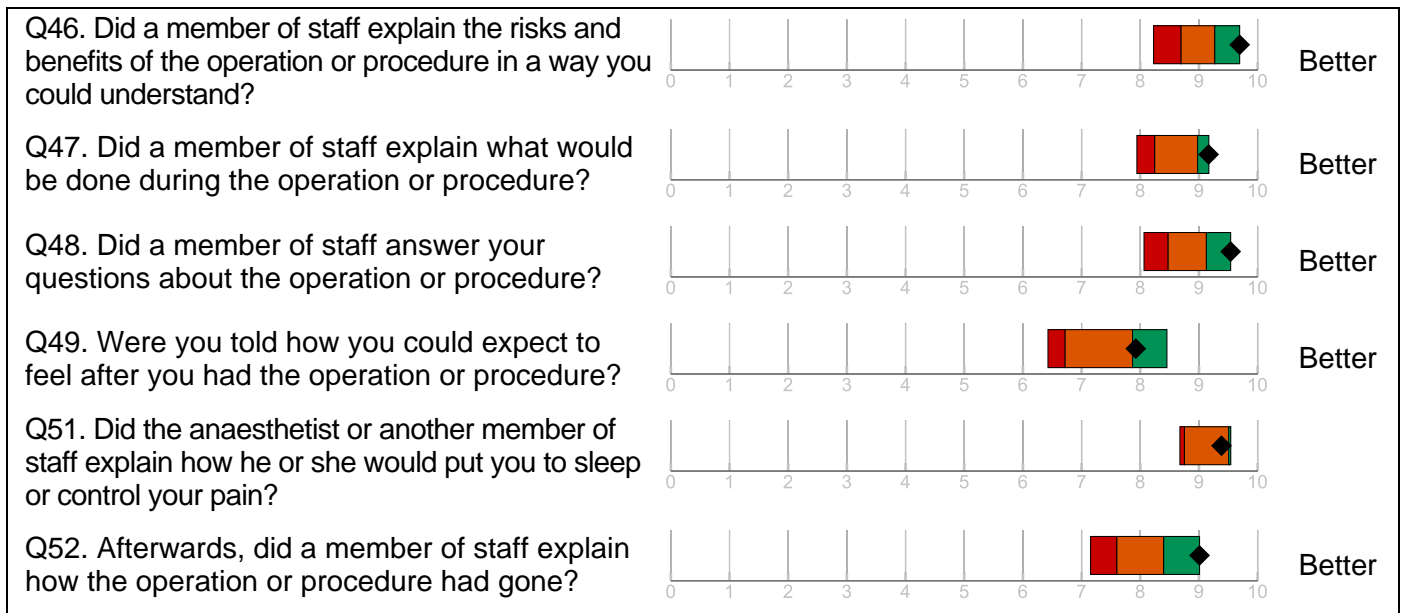 Q46. Did a member of staff explain the risks and
benefits of the operation or procedure in a way you
could understand?
0 1 2 3 4 5 6 7 8 9 10
Better
Q47. Did a member of staff explain what would
be done during the operation or procedure?
0 1 2 3 4 5 6 7 8 9 10
Better
Q48. Did a member of staff answer your
questions about the operation or procedure?
0 1 2 3 4 5 6 7 8 9 10
Better
Q49. Were you told how you could expect to
feel after you had the operation or procedure?
0 1 2 3 4 5 6 7 8 9 10
Better
Q51. Did the anaesthetist or another member of
staff explain how he or she would put you to sleep
or control your pain?
0 1 2 3 4 5 6 7 8 9 10
Q52. Afterwards, did a member of staff explain
how the operation or procedure had gone?
0 1 2 3 4 5 6 7 8 9 10
Better